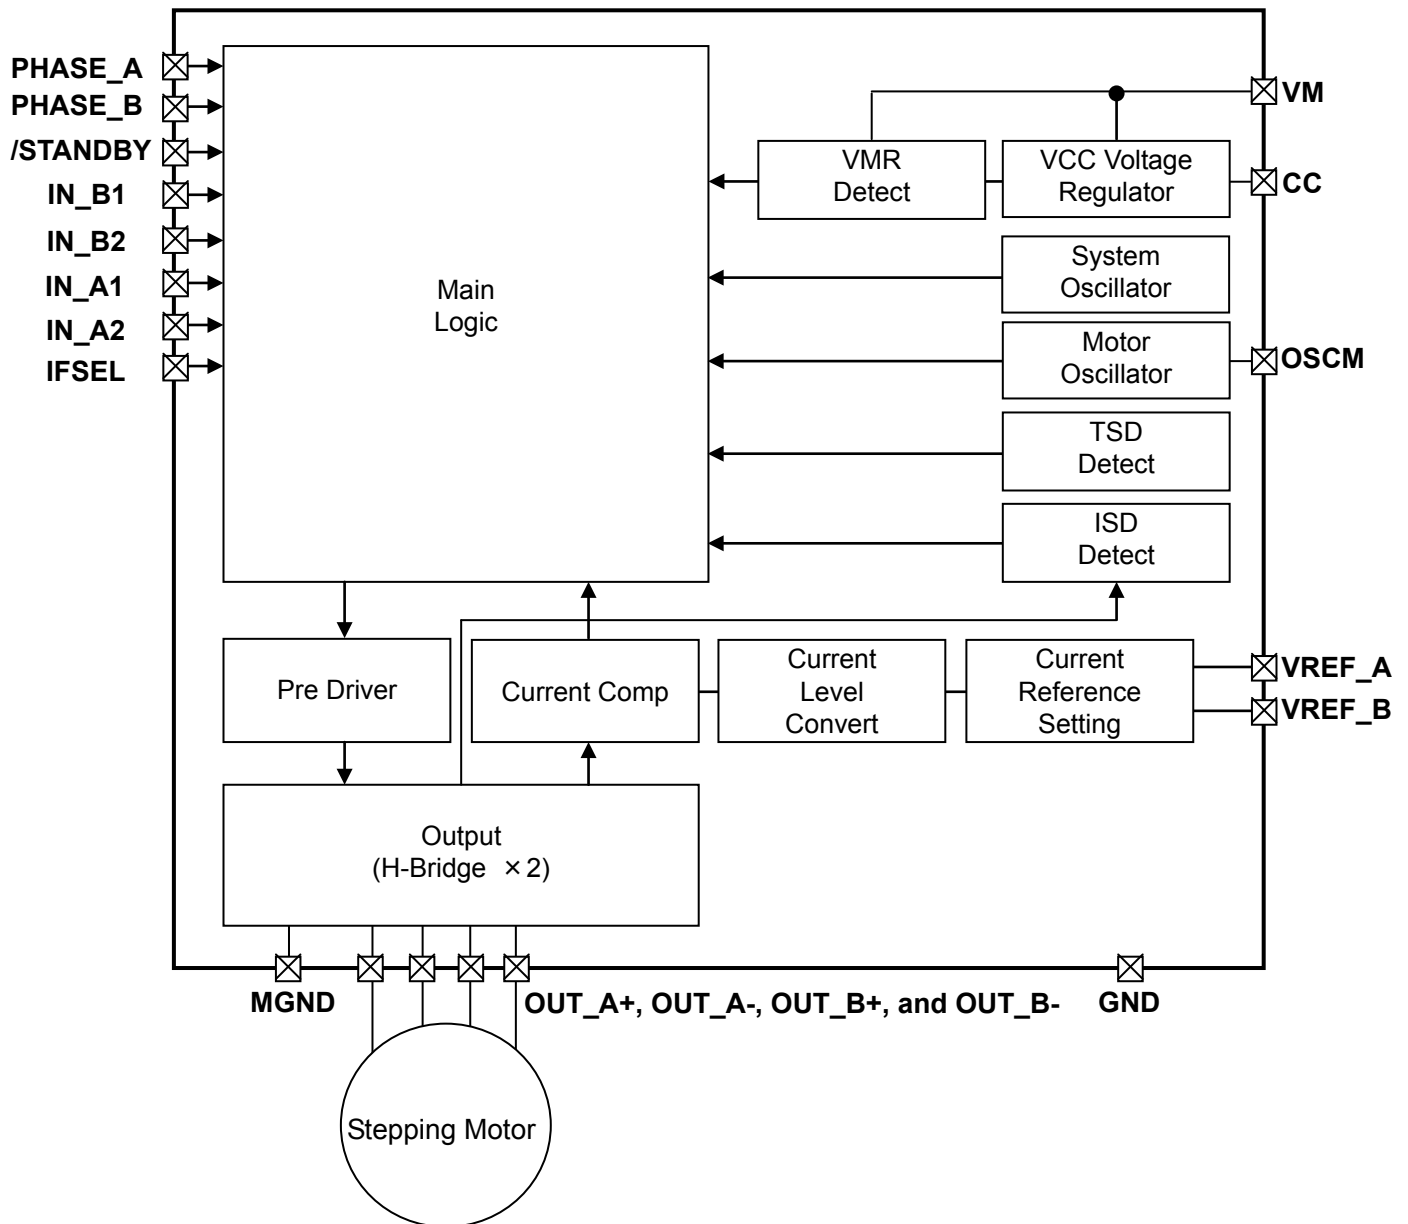 PHASE_A
PHASE_B
/STANDBY
IN_B1
IN_B2
IN_A1
IN_A2
IFSEL
Main
Logic
VMR
Detect
VCC Voltage
Regulator
System
Oscillator
Motor
Oscillator
TSD
Detect
ISD
Detect
VM
CC
OSCM
Pre Driver
Current Comp
Current
Level
Convert
Current
Reference
Setting
VREF_A
VREF_B
Output
(H-Bridge ×2)
MGND
OUT_A+, OUT_A-, OUT_B+, and OUT_B-
GND
Stepping Motor